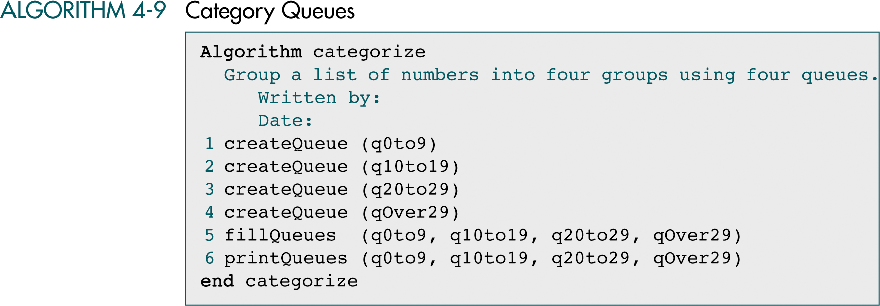 ALGORITHM 4-9 Category Queues
Algorithm categorize
Group a list of numbers into four groups using four queues.
Written by:
Date:
1 createQueue (q0to9)
2 createQueue (q10to19)
3 createQueue (q20to29)
4 createQueue (qOver29)
5 fillQueues (q0to9, q10to19, q20to29, qOver29)
6 printQueues (q0to9, q10to19, q20to29, qOver29)
end categorize